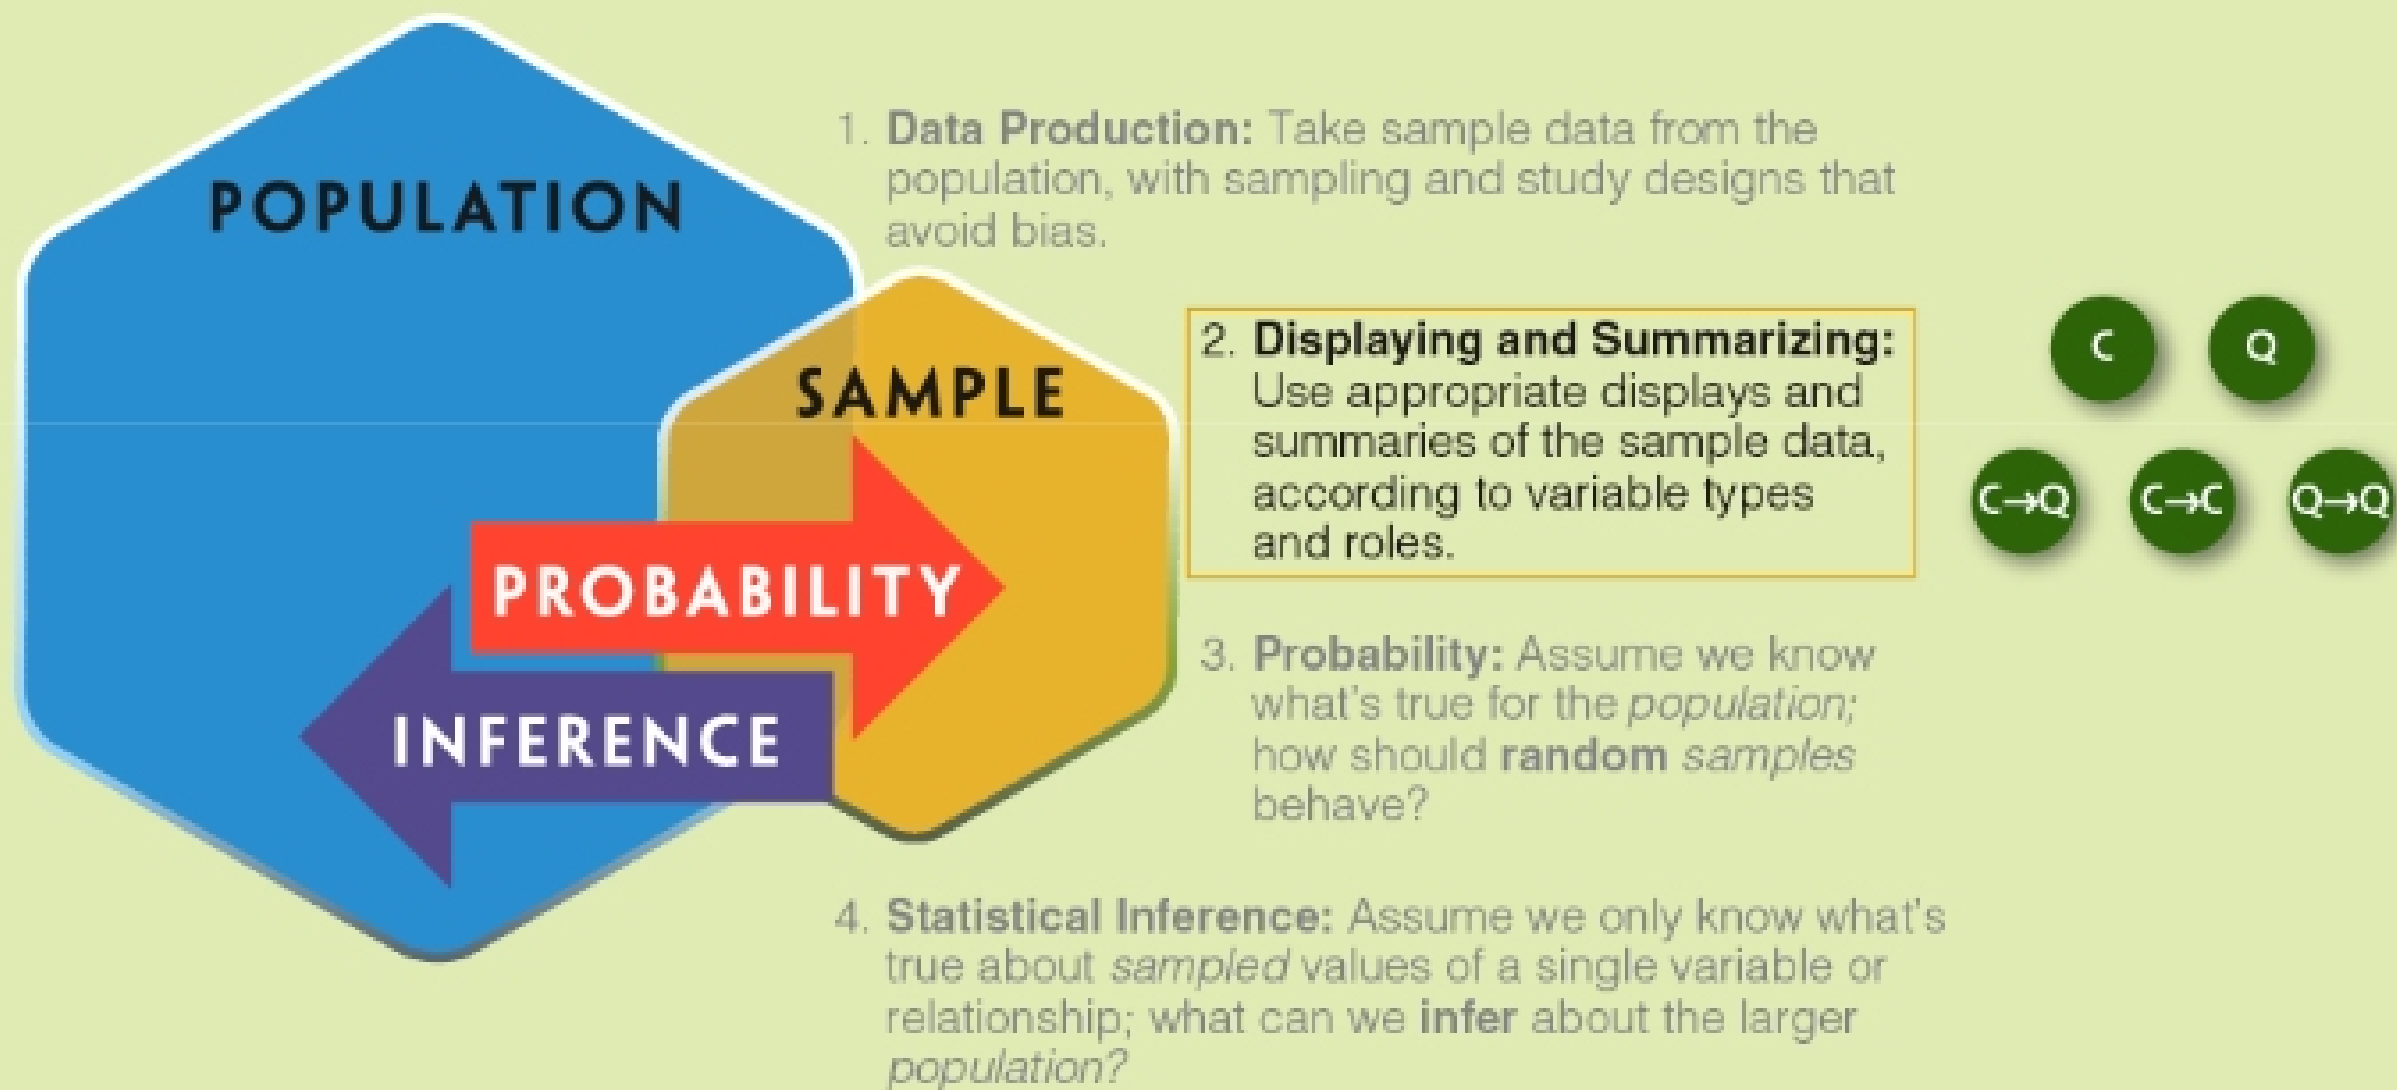 POPULATION
SAMPLE
PROBABILITY
INFERENCE
1. Data Production: Take sample data from the
population, with sampling and study designs that
avoid bias.
2. Displaying and Summarizing:
Use appropriate displays and
summaries of the sample data,
according to variable types
and roles.
C Q
C→Q C→C Q→Q
3. Probability: Assume we know
what's true for the population;
how should random samples
behave?
4. Statistical Inference: Assume we only know what's
true about sampled values of a single variable or
relationship; what can we infer about the larger
population?